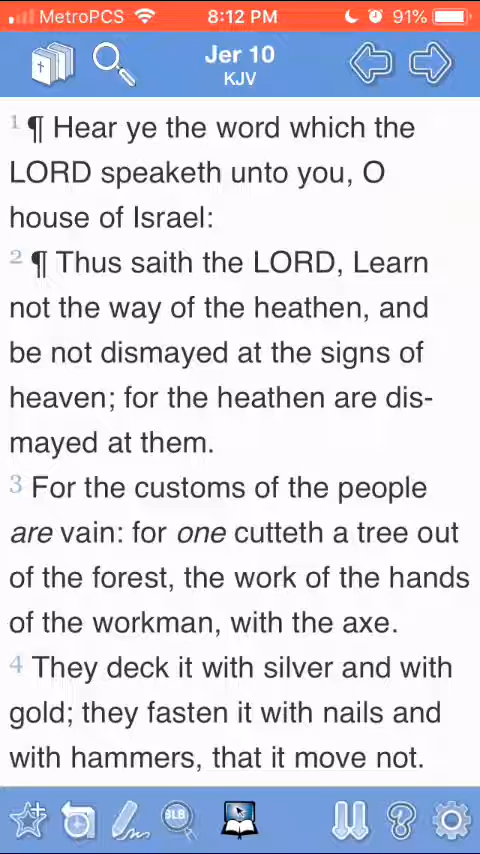 MetroPCS 8:12 PM 91%
Jer 10
KJV
1 ¶ Hear ye the word which the
LORD speaketh unto you, O
house of Israel:
2 ¶ Thus saith the LORD, Learn
not the way of the heathen, and
be not dismayed at the signs of
heaven; for the heathen are dis-
mayed at them.
3 For the customs of the people
are vain: for one cutteth a tree out
of the forest, the work of the hands
of the workman, with the axe.
4 They deck it with silver and with
gold; they fasten it with nails and
with hammers, that it move not.
BLB